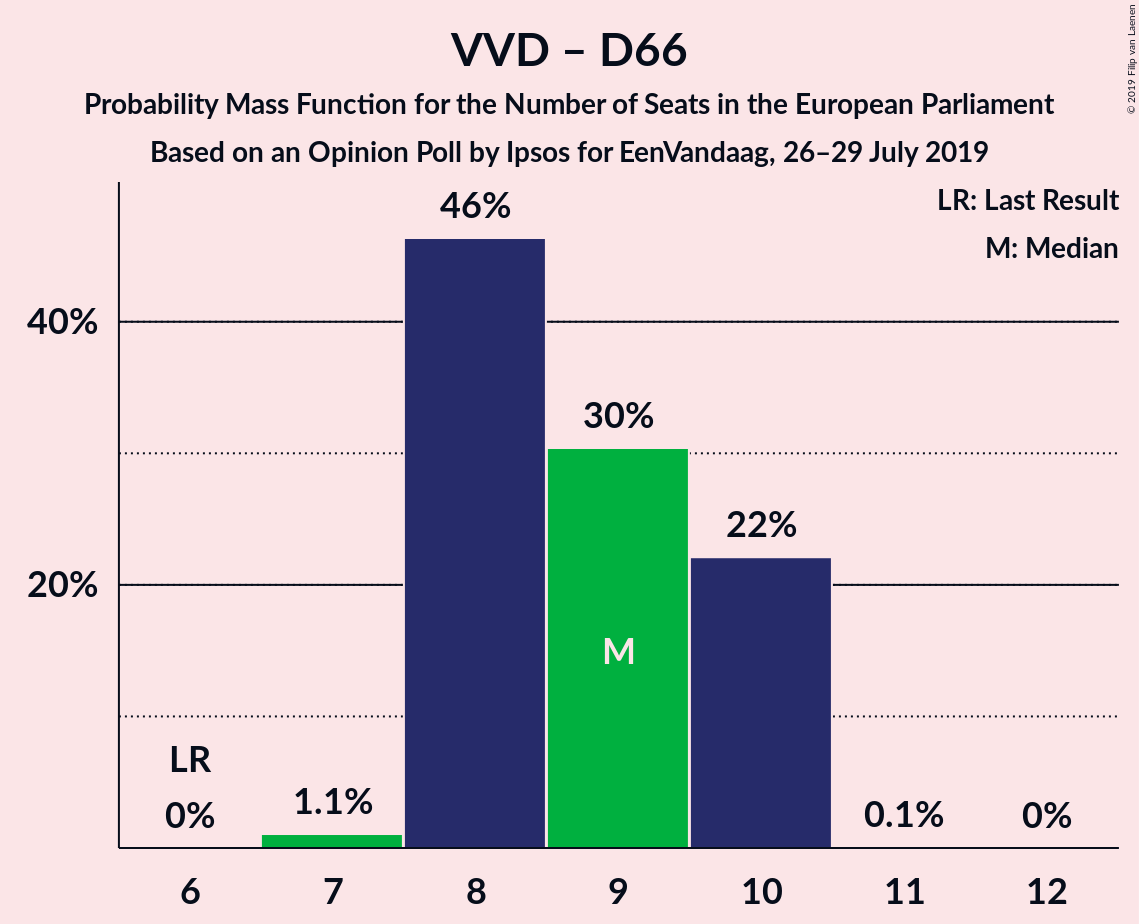 VVD – D66
Probability Mass Function for the Number of Seats in the European Parliament
Based on an Opinion Poll by Ipsos for EenVandaag, 26–29 July 2019
© 2019 Filip van Laenen
LR: Last Result
M: Median
46%
40%
30%
22%
20%
M
LR
0%
1.1%
0.1%
0%
6 7 8 9 10 11 12